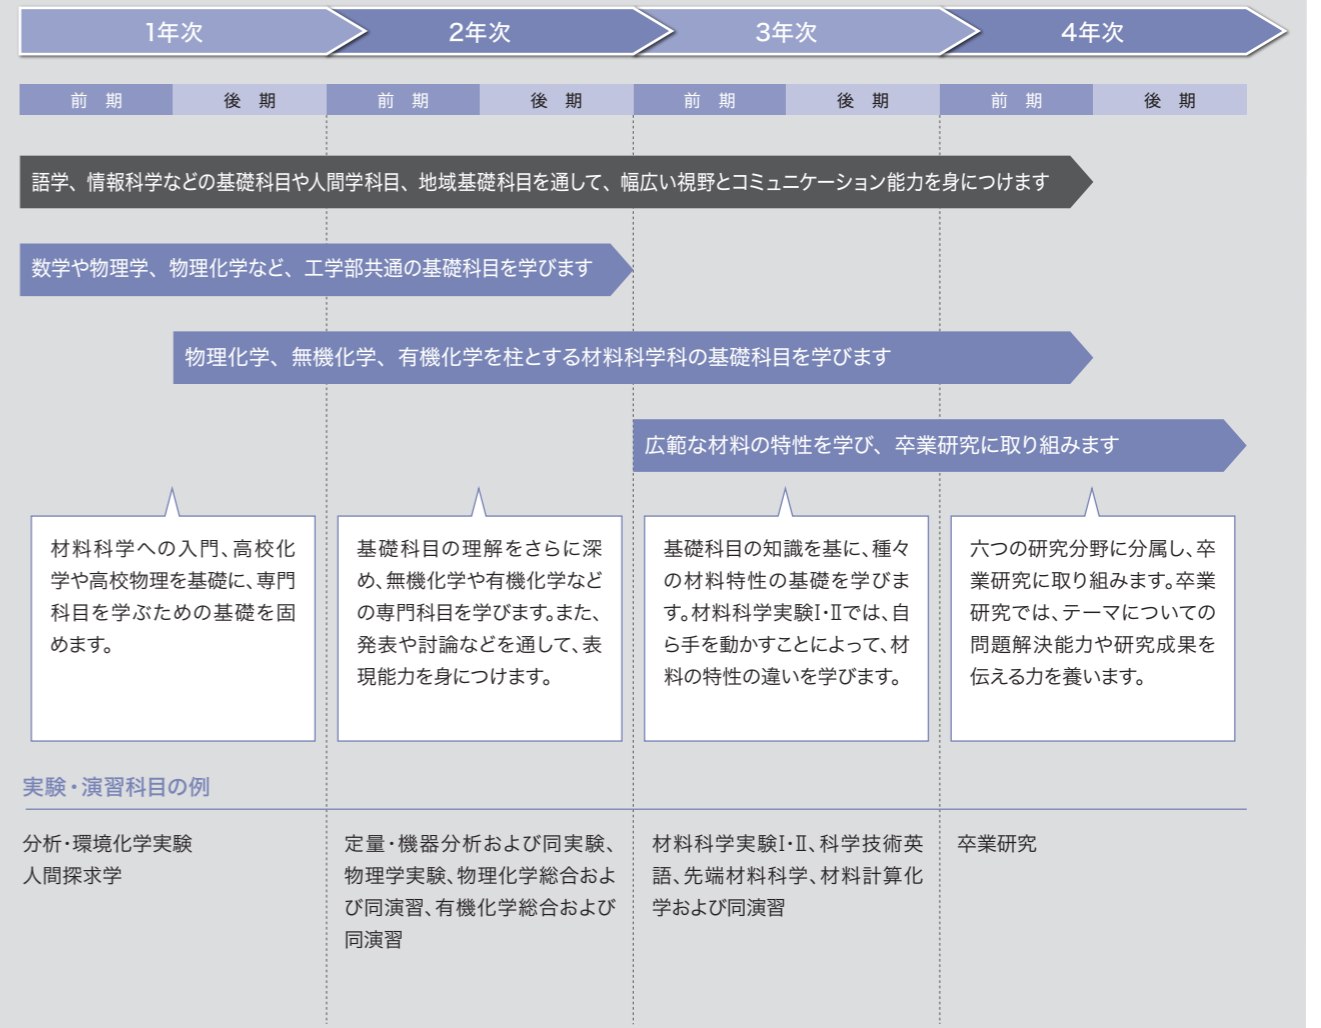 1年次
2年次
3年次
4年次
前 期
後 期
前 期
後 期
前 期
後 期
前 期
後 期
語学、情報科学などの基礎科目や人間学科目、地域基礎科目を通して、幅広い視野とコミュニケーション能力を身につけます
数学や物理学、物理化学など、工学部共通の基礎科目を学びます
物理化学、無機化学、有機化学を柱とする材料科学科の基礎科目を学びます
広範な材料の特性を学び、卒業研究に取り組みます
材料科学への入門、高校化
学や高校物理を基礎に、専門
科目を学ぶための基礎を固
めます。
基礎科目の理解をさらに深
め、無機化学や有機化学など
の専門科目を学びます。また、
発表や討論などを通して、表
現能力を身につけます。
基礎科目の知識を基に、種々
の材料特性の基礎を学びま
す。材料科学実験Ⅰ・Ⅱでは、自
ら手を動かすことによって、材
料の特性の違いを学びます。
六つの研究分野に分属し、卒
業研究に取り組みます。卒業
研究では、テーマについての
問題解決能力や研究成果を
伝える力を養います。
実験・演習科目の例
分析・環境化学実験
人間探求学
定量・機器分析および同実験、
物理学実験、物理化学総合およ
び同演習、有機化学総合および
同演習
材料科学実験Ⅰ・Ⅱ、科学技術英
語、先端材料科学、材料計算化
学および同演習
卒業研究